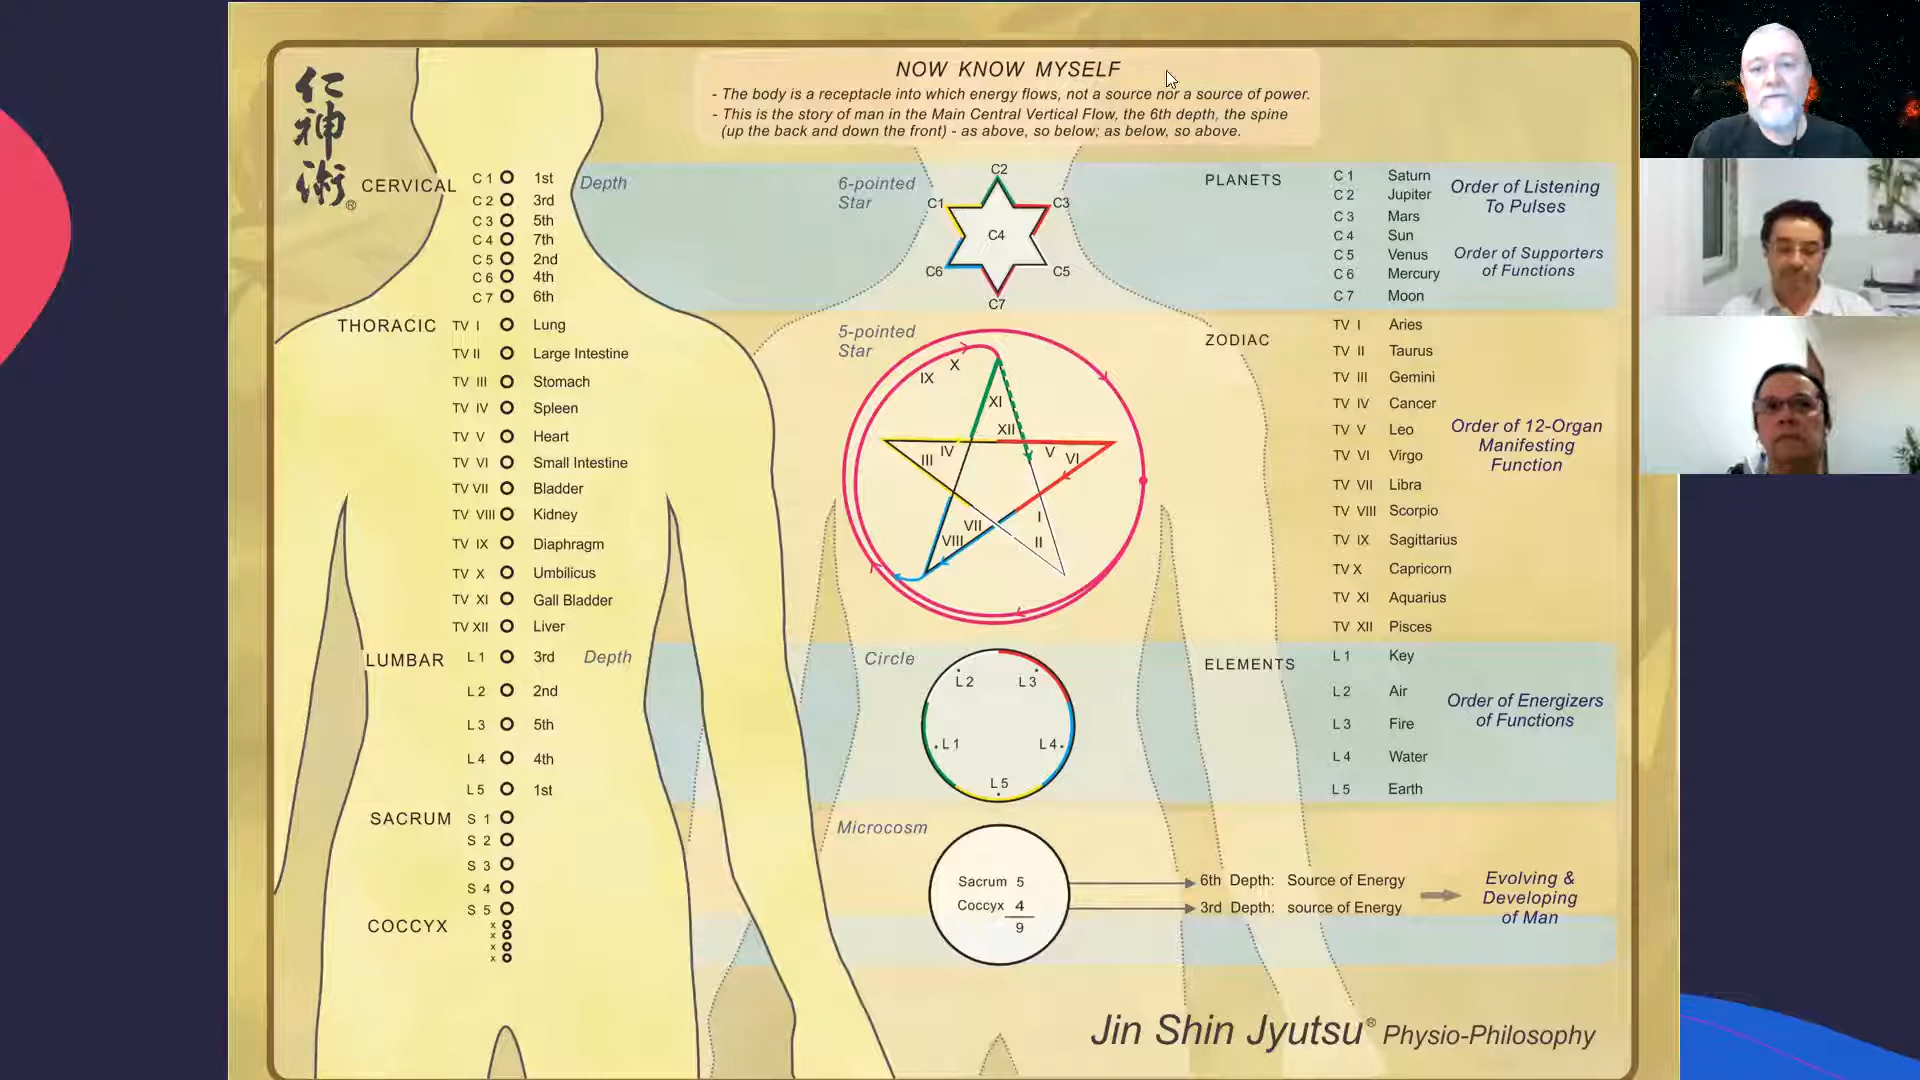 仁
神
術®
NOW KNOW MYSELF
- The body is a receptacle into which energy flows, not a source nor a source of power.
- This is the story of man in the Main Central Vertical Flow, the 6th depth, the spine
(up the back and down the front) - as above, so below; as below, so above.
CERVICAL
Depth
C 1 1st
C 2 3rd
C 3 5th
C 4 7th
C 5 2nd
C 6 4th
C 7 6th
THORACIC
TV I Lung
TV II Large Intestine
TV III Stomach
TV IV Spleen
TV V Heart
TV VI Small Intestine
TV VII Bladder
TV VIII Kidney
TV IX Diaphragm
TV X Umbilicus
TV XI Gall Bladder
TV XII Liver
LUMBAR
Depth
L 1 3rd
L 2 2nd
L 3 5th
L 4 4th
L 5 1st
SACRUM
S 1
S 2
S 3
S 4
S 5
COCCYX
x
x
x
x
6-pointed
Star
C2
C1
C3
C4
C6
C5
C7
5-pointed
Star
X
IX
XI
XII
IV
III
V
VI
I
VII
VIII
II
Circle
L 2
L 3
L 1
L 4
L 5
Microcosm
Sacrum 5
Coccyx 4
9
6th Depth: Source of Energy
3rd Depth: source of Energy
Evolving &
Developing
of Man
PLANETS
C 1 Saturn
C 2 Jupiter
C 3 Mars
C 4 Sun
C 5 Venus
C 6 Mercury
C 7 Moon
Order of Listening
To Pulses
Order of Supporters
of Functions
ZODIAC
TV I Aries
TV II Taurus
TV III Gemini
TV IV Cancer
TV V Leo
TV VI Virgo
TV VII Libra
TV VIII Scorpio
TV IX Sagittarius
TV X Capricorn
TV XI Aquarius
TV XII Pisces
Order of 12-Organ
Manifesting
Function
ELEMENTS
L 1 Key
L 2 Air
L 3 Fire
L 4 Water
L 5 Earth
Order of Energizers
of Functions
Jin Shin Jyutsu® Physio-Philosophy